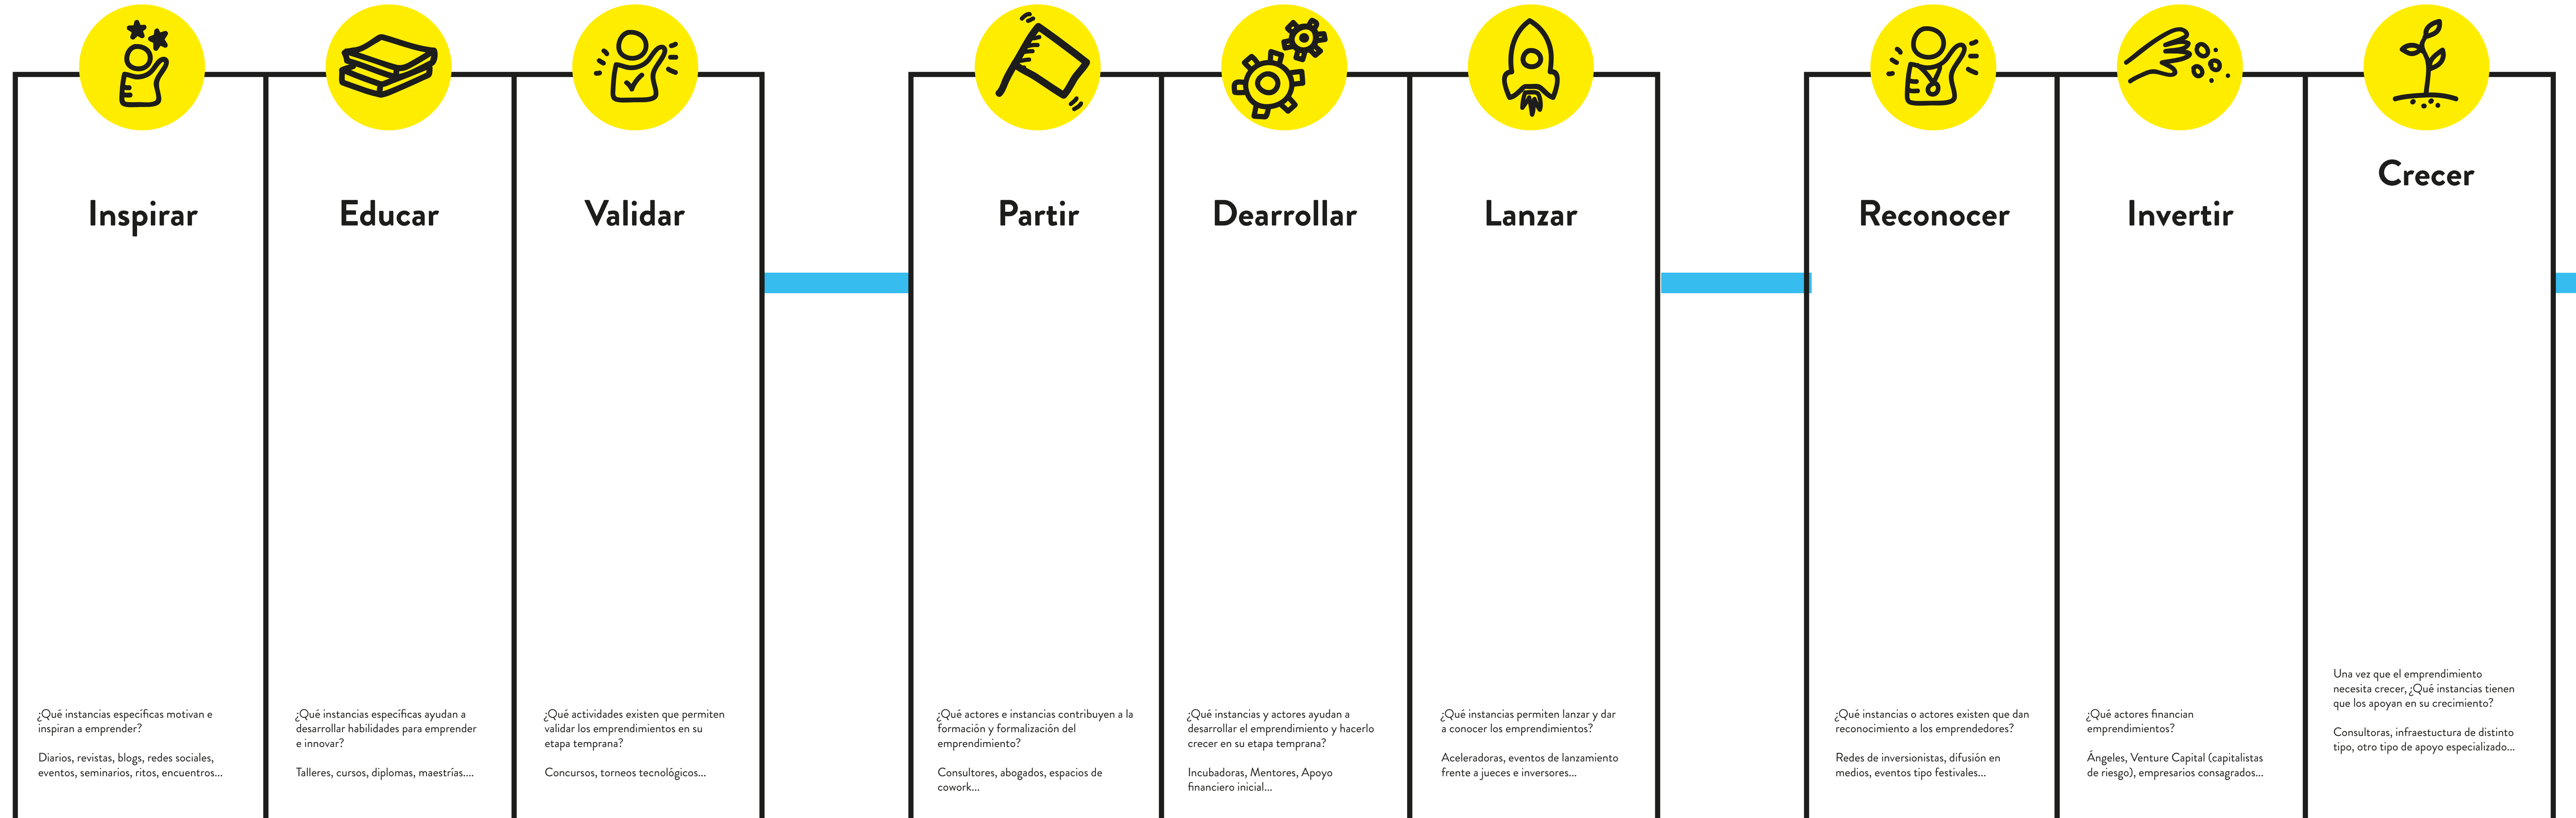 Inspirar
¿Qué instancias específicas motivan e
inspiran a emprender?
Diarios, revistas, blogs, redes sociales,
eventos, seminarios, ritos, encuentros...
Educar
¿Qué instancias específicas ayudan a
desarrollar habilidades para emprender
e innovar?
Talleres, cursos, diplomas, maestrías....
Validar
¿Qué actividades existen que permiten
validar los emprendimientos en su
etapa temprana?
Concursos, torneos tecnológicos...
Partir
¿Qué actores e instancias contribuyen a la
formación y formalización del
emprendimiento?
Consultores, abogados, espacios de
cowork...
Dearrollar
¿Qué instancias y actores ayudan a
desarrollar el emprendimiento y hacerlo
crecer en su etapa temprana?
Incubadoras, Mentores, Apoyo
financiero inicial...
Lanzar
¿Qué instancias permiten lanzar y dar
a conocer los emprendimientos?
Aceleradoras, eventos de lanzamiento
frente a jueces e inversores...
Reconocer
¿Qué instancias o actores existen que dan
reconocimiento a los emprendedores?
Redes de inversionistas, difusión en
medios, eventos tipo festivales...
Invertir
¿Qué actores financian
emprendimientos?
Ángeles, Venture Capital (capitalistas
de riesgo), empresarios consagrados...
Crecer
Una vez que el emprendimiento
necesita crecer, ¿Qué instancias tienen
que los apoyan en su crecimiento?
Consultoras, infraestuctura de distinto
tipo, otro tipo de apoyo especializado...